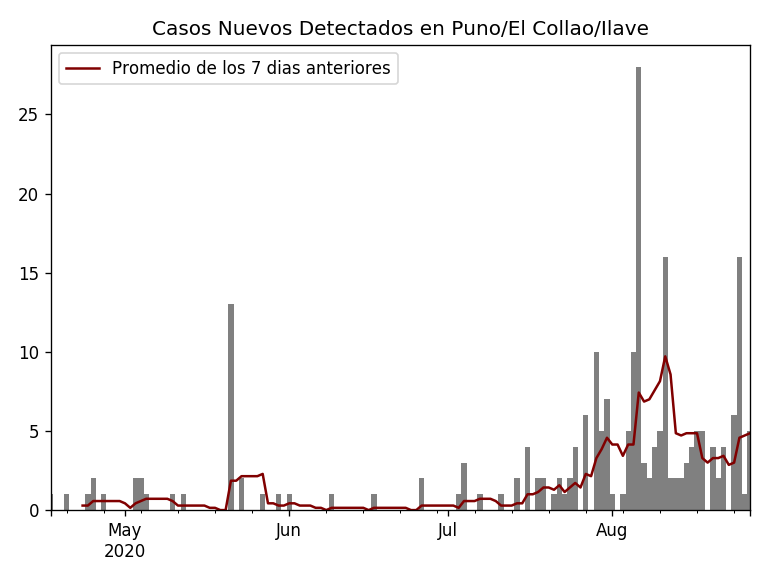 Casos Nuevos Detectados en Puno/El Collao/Ilave
Promedio de los 7 dias anteriores
25
20
15
10
5
0
May
2020
Jun
Jul
Aug